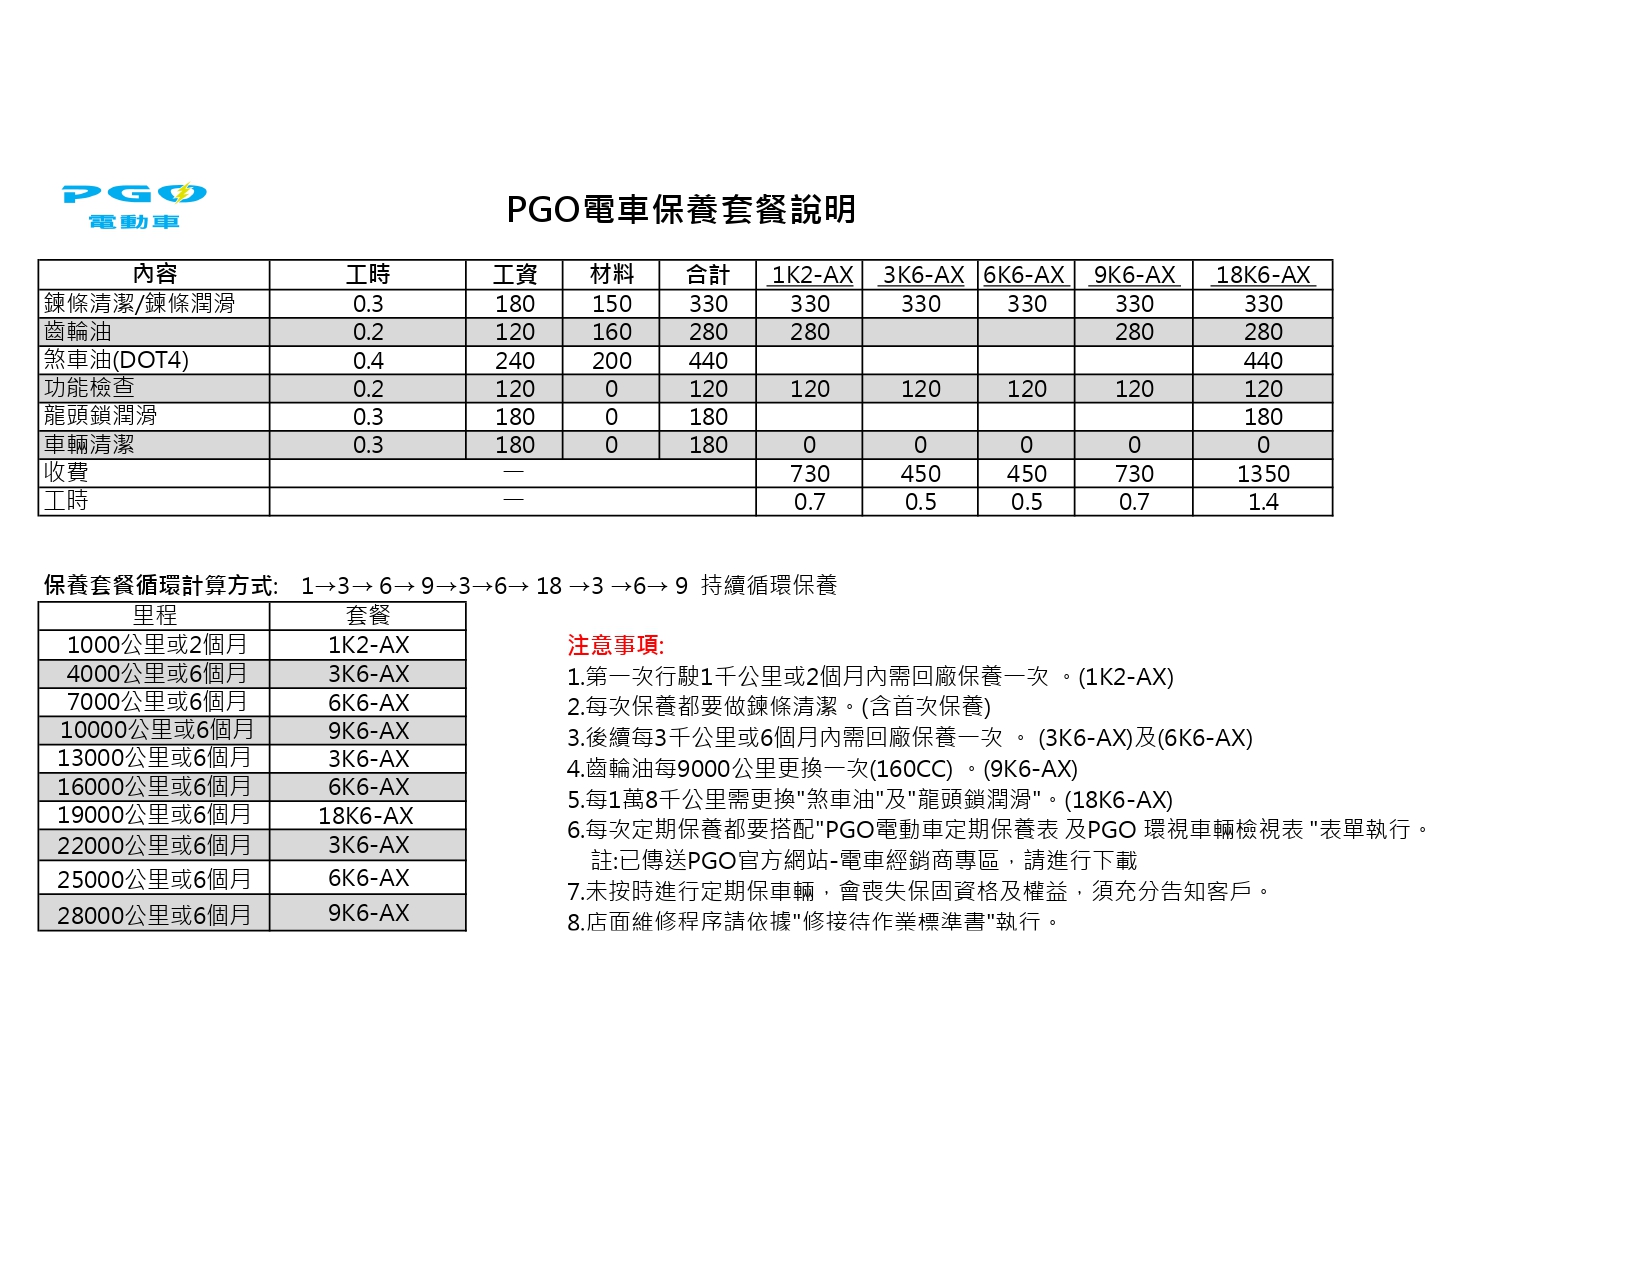 PGO
電動車
PGO電車保養套餐說明
內容 工時 工資 材料 合計 1K2-AX 3K6-AX 6K6-AX 9K6-AX 18K6-AX
鍊條清潔/鍊條潤滑 0.3 180 150 330 330 330 330 330 330
齒輪油 0.2 120 160 280 280 280 280
煞車油(DOT4) 0.4 240 200 440 440
功能檢查 0.2 120 0 120 120 120 120 120 120
龍頭鎖潤滑 0.3 180 0 180 180
車輛清潔 0.3 180 0 180 0 0 0 0 0
收費 — 730 450 450 730 1350
工時 — 0.7 0.5 0.5 0.7 1.4
保養套餐循環計算方式: 1→3→ 6→ 9→3→6→ 18 →3 →6→ 9 持續循環保養
里程 套餐
1000公里或2個月 1K2-AX
4000公里或6個月 3K6-AX
7000公里或6個月 6K6-AX
10000公里或6個月 9K6-AX
13000公里或6個月 3K6-AX
16000公里或6個月 6K6-AX
19000公里或6個月 18K6-AX
22000公里或6個月 3K6-AX
25000公里或6個月 6K6-AX
28000公里或6個月 9K6-AX
注意事項:
1.第一次行駛1千公里或2個月內需回廠保養一次 。(1K2-AX)
2.每次保養都要做鍊條清潔。(含首次保養)
3.後續每3千公里或6個月內需回廠保養一次 。 (3K6-AX)及(6K6-AX)
4.齒輪油每9000公里更換一次(160CC) 。(9K6-AX)
5.每1萬8千公里需更換"煞車油"及"龍頭鎖潤滑"。(18K6-AX)
6.每次定期保養都要搭配"PGO電動車定期保養表 及PGO 環視車輛檢視表 "表單執行。
註:已傳送PGO官方網站-電車經銷商專區，請進行下載
7.未按時進行定期保車輛，會喪失保固資格及權益，須充分告知客戶。
8.店面維修程序請依據"修接待作業標準書"執行。